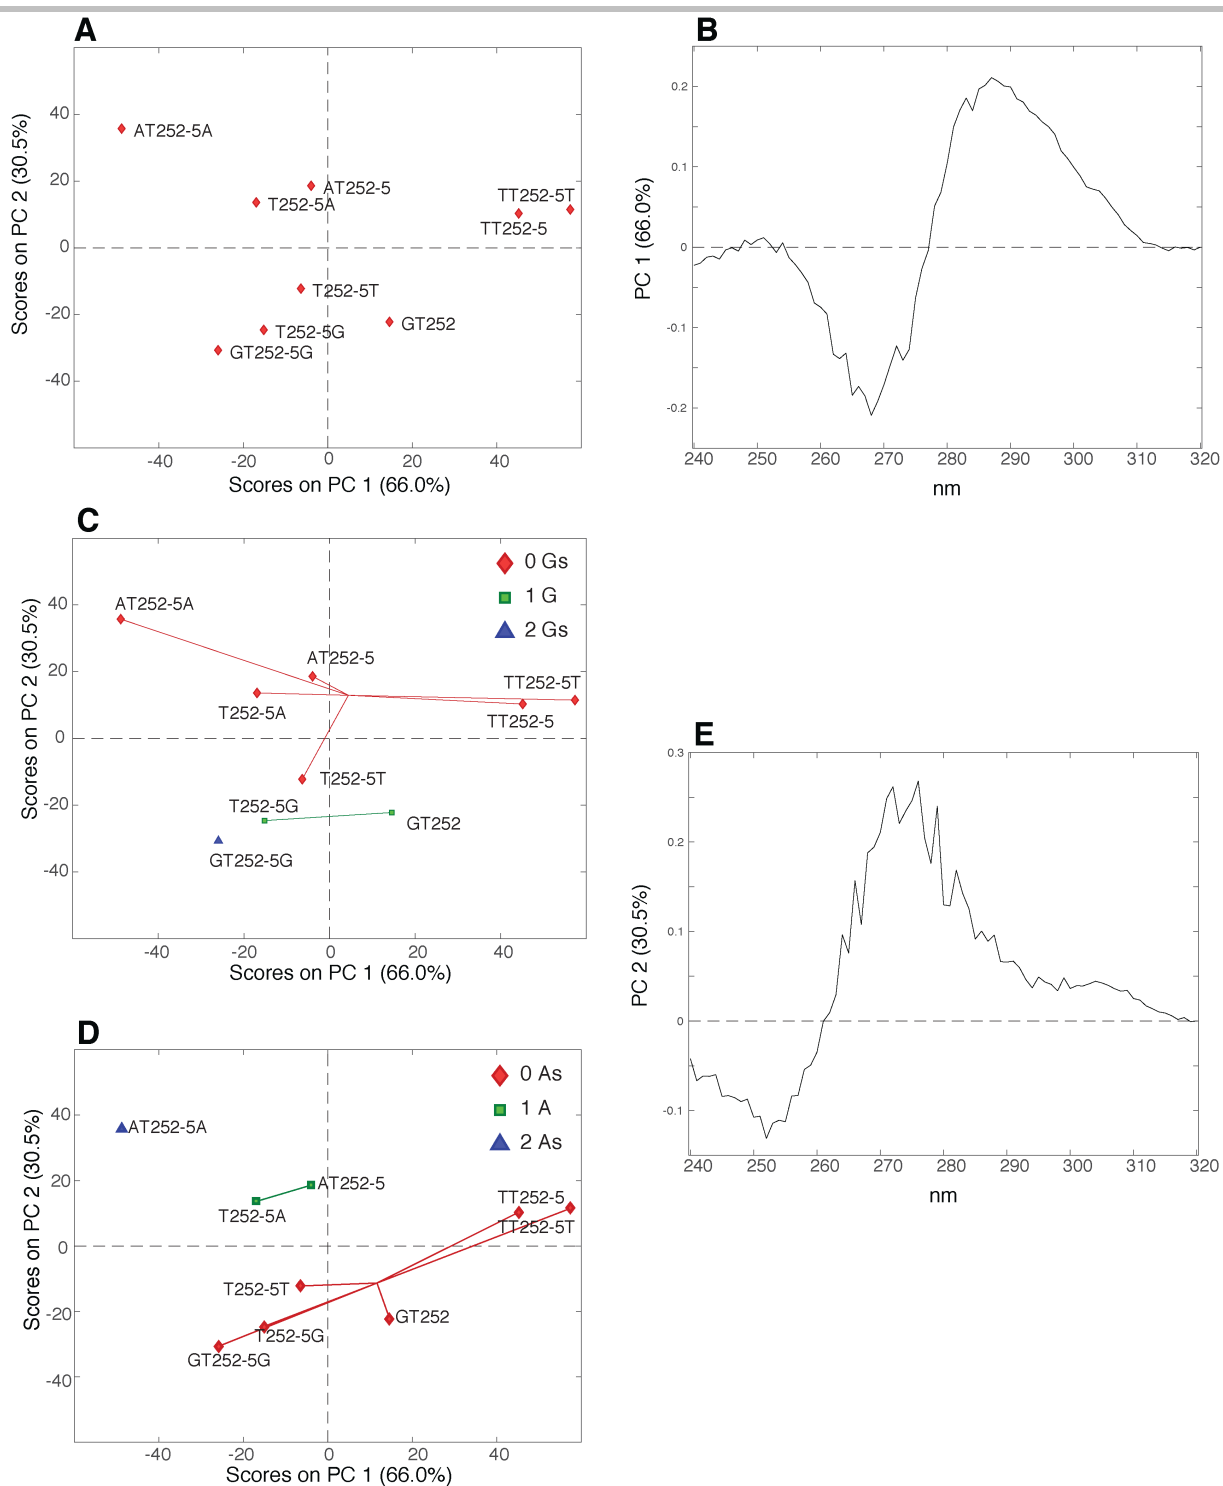 A
Scores on PC 2 (30.5%)
40
20
0
-20
-40
AT252-5A
AT252-5
T252-5A
TT252-5T
TT252-5
T252-5T
GT252
T252-5G
GT252-5G
-40
-20
0
20
40
Scores on PC 1 (66.0%)
B
PC 1 (66.0%)
0.2
0.1
0
-0.1
-0.2
240
250
260
270
280
290
300
310
320
nm
C
Scores on PC 2 (30.5%)
40
20
0
-20
-40
0 Gs
1 G
2 Gs
AT252-5A
AT252-5
TT252-5T
T252-5A
TT252-5
T252-5T
T252-5G
GT252
GT252-5G
-40
-20
0
20
40
Scores on PC 1 (66.0%)
D
Scores on PC 2 (30.5%)
40
20
0
-20
-40
0 As
1 A
2 As
AT252-5A
AT252-5
T252-5A
TT252-5
TT252-5T
T252-5T
GT252
T252-5G
GT252-5G
-40
-20
0
20
40
Scores on PC 1 (66.0%)
E
PC 2 (30.5%)
0.3
0.2
0.1
0
-0.1
240
250
260
270
280
290
300
310
320
nm